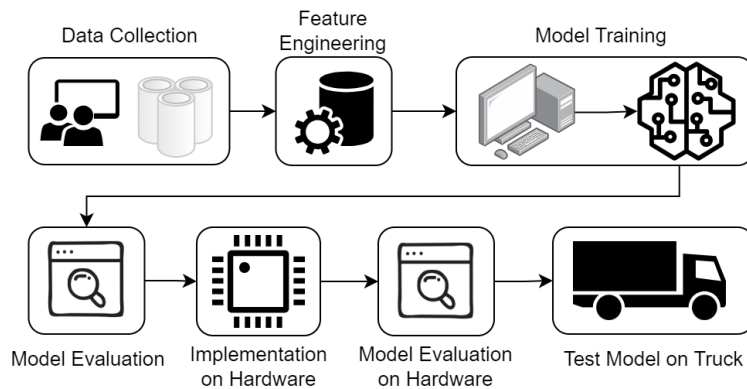 Data Collection
Feature
Engineering
Model Training
Model Evaluation
Implementation
on Hardware
Model Evaluation
on Hardware
Test Model on Truck